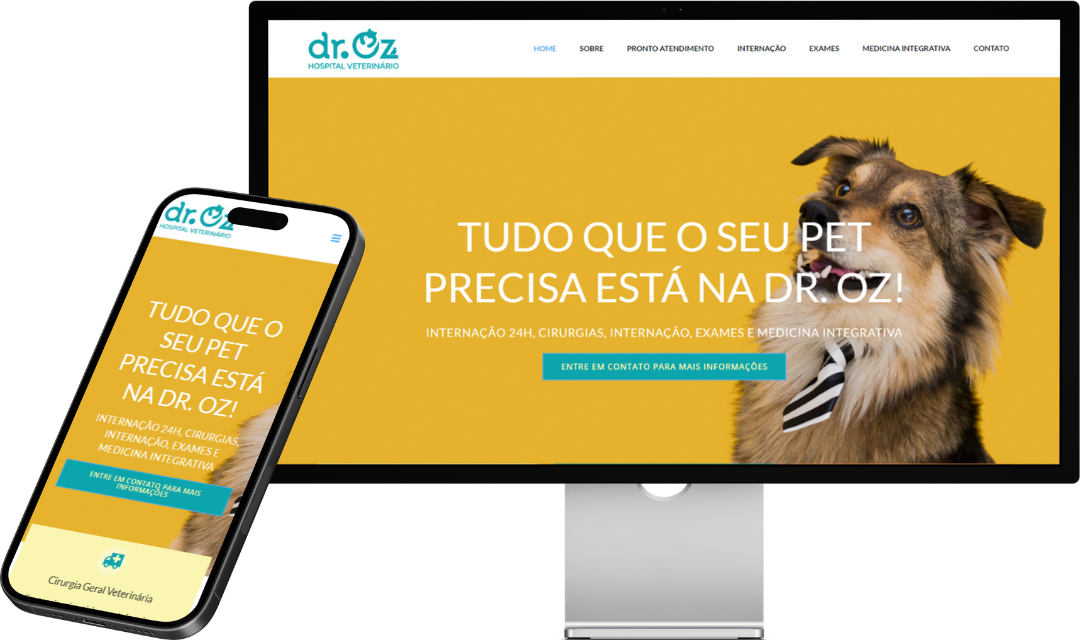 dr.Oz
HOSPITAL VETERINÁRIO
HOME SOBRE PRONTO ATENDIMENTO INTERNAÇÃO EXAMES MEDICINA INTEGRATIVA CONTATO
TUDO QUE O SEU PET
PRECISA ESTÁ NA DR. OZ!
INTERNAÇÃO 24H, CIRURGIAS, INTERNAÇÃO, EXAMES E MEDICINA INTEGRATIVA
ENTRE EM CONTATO PARA MAIS INFORMAÇÕES
dr.Oz
HOSPITAL VETERINÁRIO
TUDO QUE O
SEU PET
PRECISA ESTÁ
NA DR. OZ!
INTERNAÇÃO 24H, CIRURGIAS,
INTERNAÇÃO, EXAMES E
MEDICINA INTEGRATIVA
ENTRE EM CONTATO PARA MAIS
INFORMAÇÕES
Cirurgia Geral Veterinária